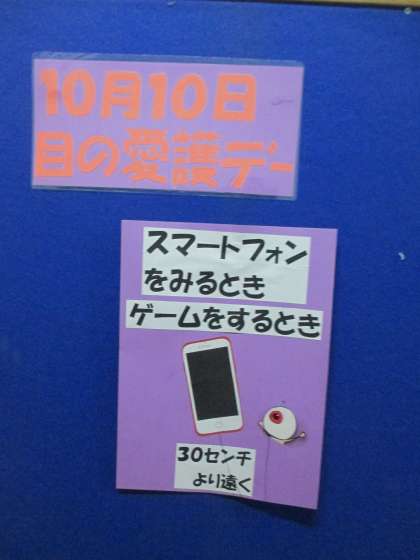 10月10日
目の愛護デー
スマートフォン
をみるとき
ゲームをするとき
30センチ
より遠く